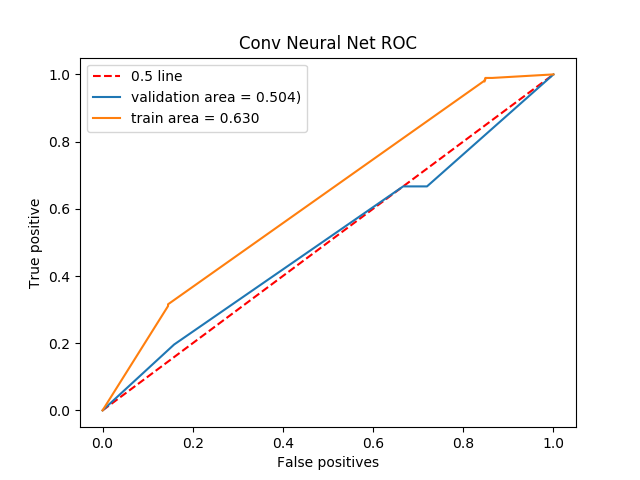 Conv Neural Net ROC
0.5 line
validation area = 0.504)
train area = 0.630
True positive
1.0
0.8
0.6
0.4
0.2
0.0
0.0 0.2 0.4 0.6 0.8 1.0
False positives